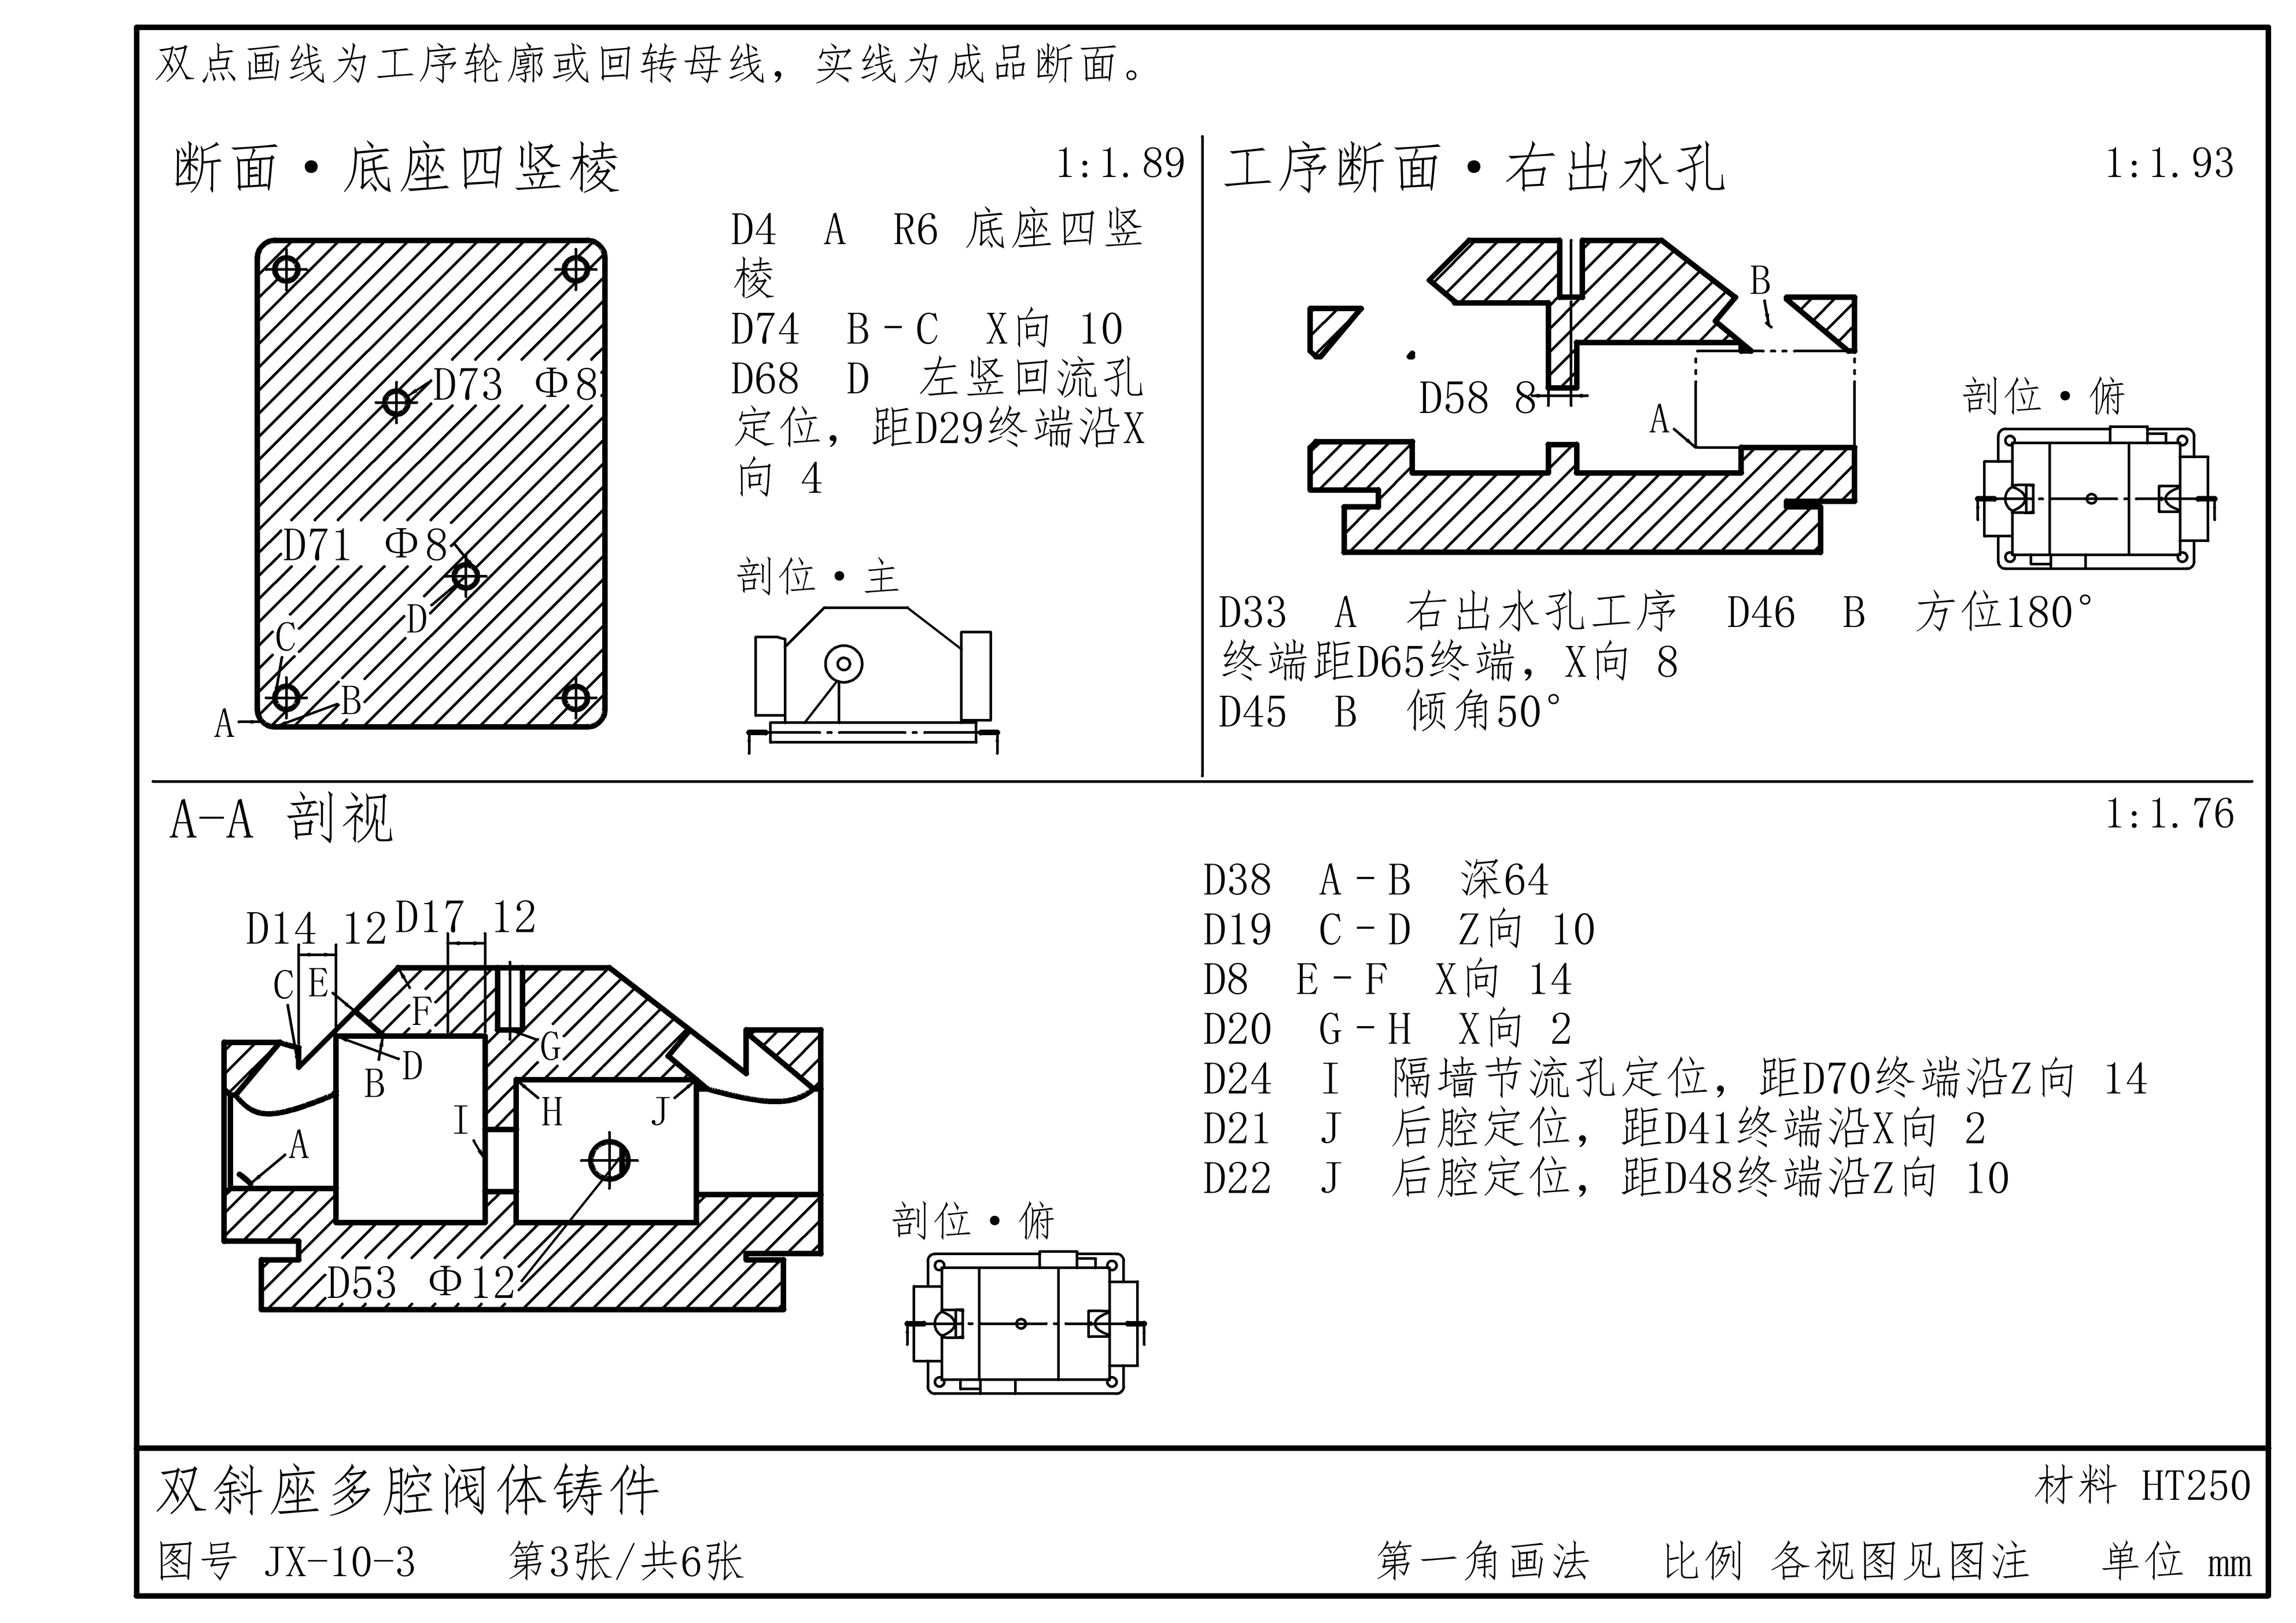 双点画线为工序轮廓或回转母线，实线为成品断面。
断面·底座四竖棱 1:1.89
D4 A R6 底座四竖
棱
D74 B-C X向 10
D68 D 左竖回流孔
定位，距D29终端沿X
向 4
D73 Φ8
D71 Φ8
D
C
B
A
剖位·主
工序断面·右出水孔 1:1.93
B
D58 8
A
剖位·俯
D33 A 右出水孔工序 D46 B 方位180°
终端距D65终端，X向 8
D45 B 倾角50°
A-A 剖视 1:1.76
D14 12 D17 12
C E
F
G
D
B
I H J
A
D53 Φ12
剖位·俯
D38 A-B 深64
D19 C-D Z向 10
D8 E-F X向 14
D20 G-H X向 2
D24 I 隔墙节流孔定位，距D70终端沿Z向 14
D21 J 后腔定位，距D41终端沿X向 2
D22 J 后腔定位，距D48终端沿Z向 10
双斜座多腔阀体铸件 材料 HT250
图号 JX-10-3 第3张/共6张 第一角画法 比例 各视图见图注 单位 mm